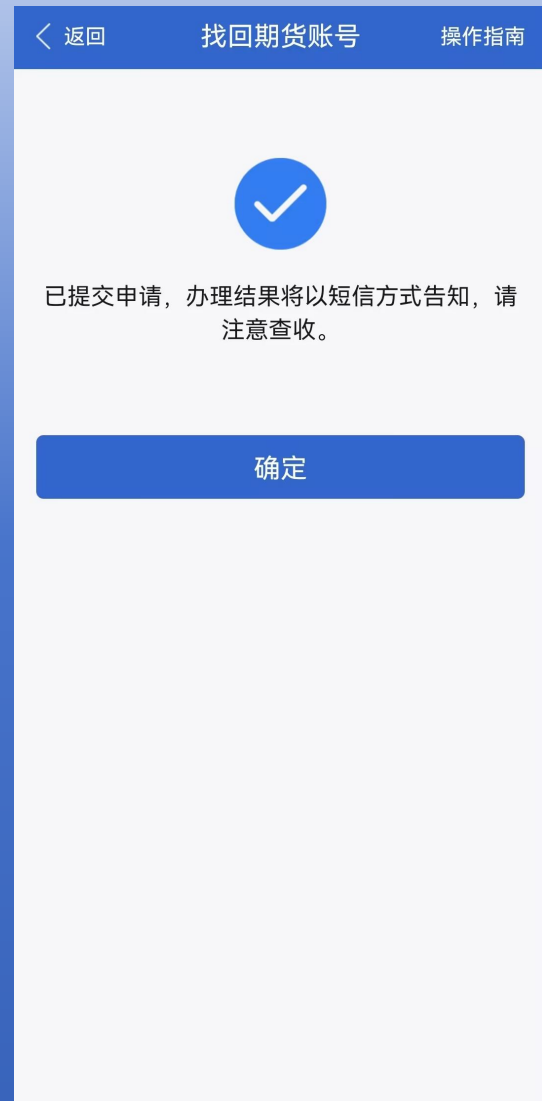 返回
找回期货账号
操作指南
已提交申请，办理结果将以短信方式告知，请
注意查收。
确定